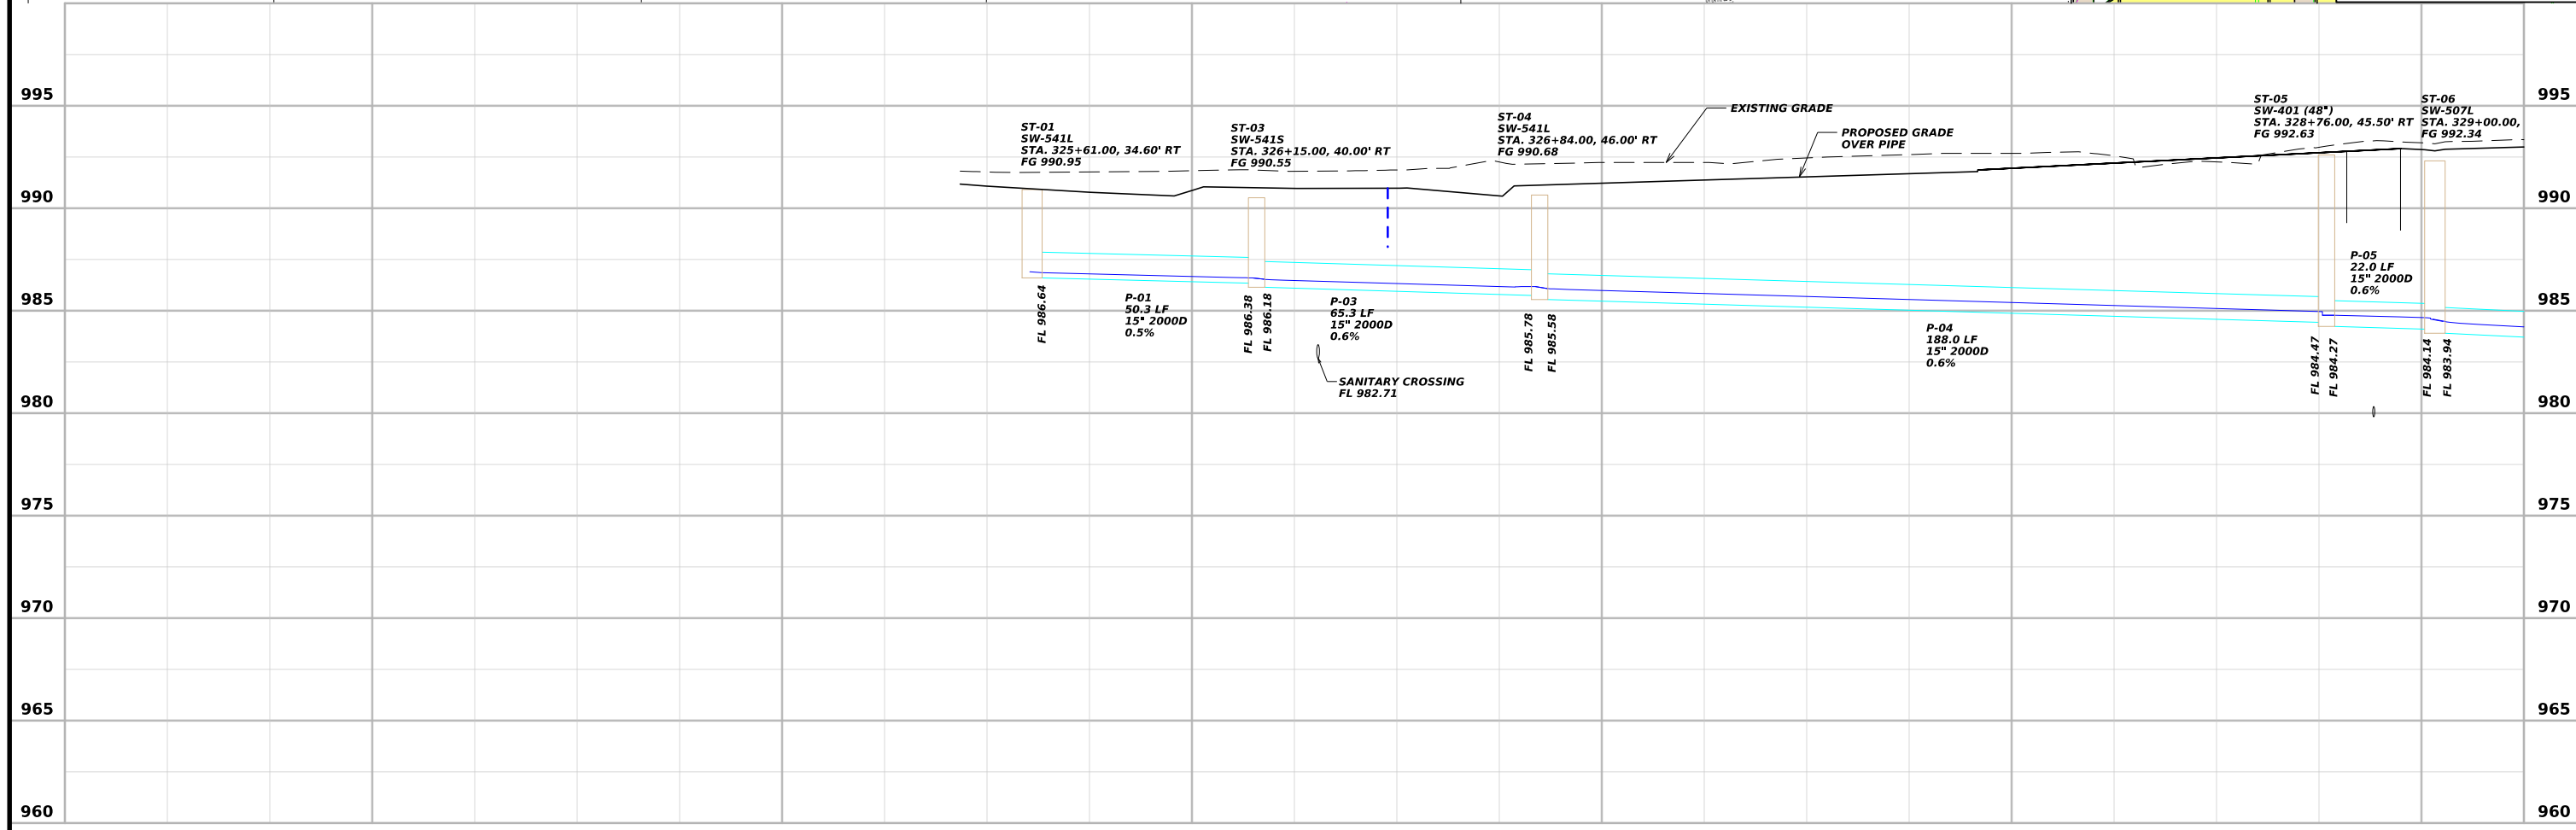 995
995
ST-01
SW-541L
STA. 325+61.00, 34.60' RT
FG 990.95
ST-03
SW-541S
STA. 326+15.00, 40.00' RT
FG 990.55
ST-04
SW-541L
STA. 326+84.00, 46.00' RT
FG 990.68
EXISTING GRADE
PROPOSED GRADE
OVER PIPE
ST-05
SW-401 (48")
STA. 328+76.00, 45.50' RT
FG 992.63
ST-06
SW-507L
STA. 329+00.00,
FG 992.34
990
990
985
985
FL 986.64
P-01
50.3 LF
15" 2000D
0.5%
FL 986.38
FL 986.18
P-03
65.3 LF
15" 2000D
0.6%
SANITARY CROSSING
FL 982.71
FL 985.78
FL 985.58
P-04
188.0 LF
15" 2000D
0.6%
P-05
22.0 LF
15" 2000D
0.6%
FL 984.47
FL 984.27
FL 984.14
FL 983.94
980
980
975
975
970
970
965
965
960
960